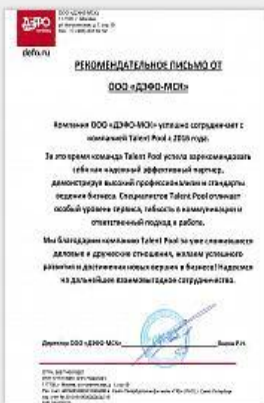 ДЭФО
ООО «ДЭФО-МСК»
defo.ru
РЕКОМЕНДАТЕЛЬНОЕ ПИСЬМО ОТ
ООО «ДЭФО-МСК»
Компания ООО «ДЭФО-МСК» успешно сотрудничает с
компанией Talent Pool с 2016 года.
За это время команда Talent Pool успела зарекомендовать
себя как надежный эффективный партнер,
демонстрируя высокий профессионализм и стандарты
ведения бизнеса. Специалистов Talent Pool отличает
особый уровень сервиса, гибкость в коммуникации и
ответственный подход к работе.
Мы благодарим компанию Talent Pool за уже сложившиеся
деловые и дружеские отношения, желаем успешного
развития и достижения новых вершин в бизнесе! Надеемся
на дальнейшее взаимовыгодное сотрудничество.
Директор ООО «ДЭФО-МСК»